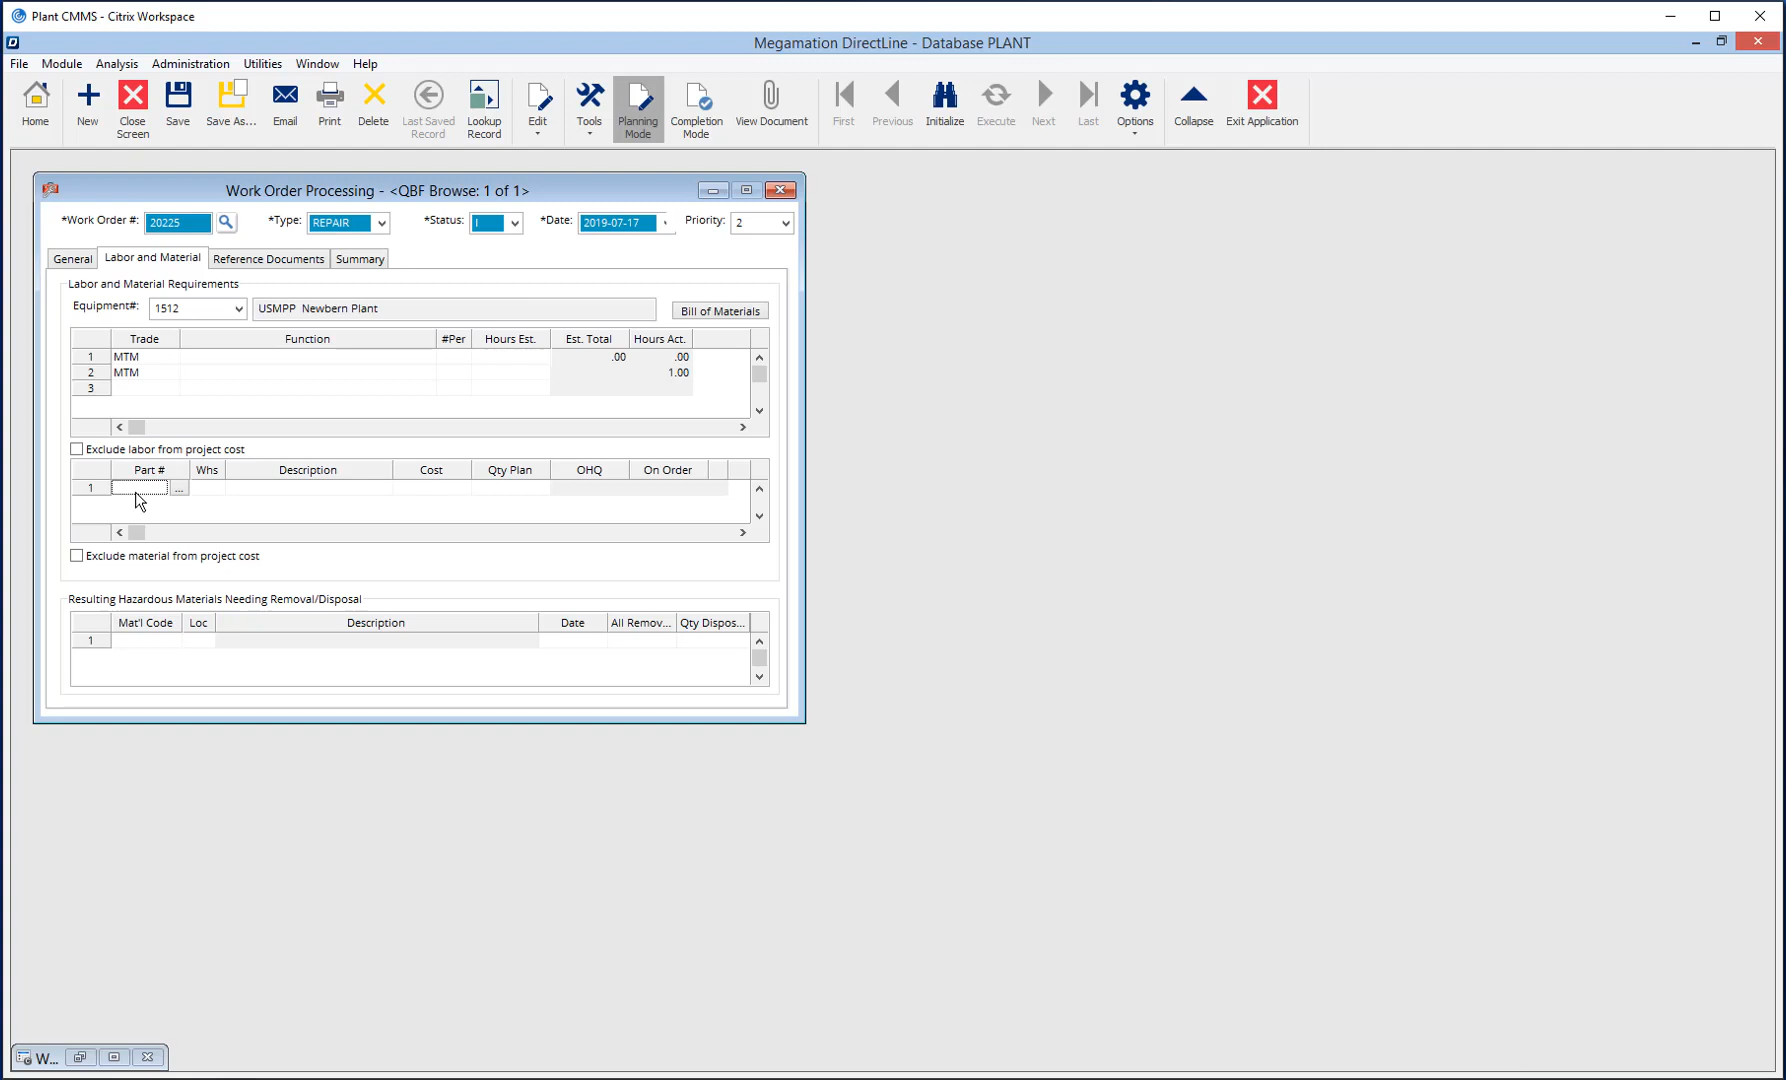 Plant CMMS - Citrix Workspace
Megamation DirectLine - Database PLANT
File Module Analysis Administration Utilities Window Help
Home New Close Screen Save Save As... Email Print Delete Last Saved Record Lookup Record Edit Tools Planning Mode Completion Mode View Document First Previous Initialize Execute Next Last Options Collapse Exit Application
Work Order Processing - <QBF Browse: 1 of 1>
*Work Order #: 20225 *Type: REPAIR *Status: I *Date: 2019-07-17 Priority: 2
General Labor and Material Reference Documents Summary
Labor and Material Requirements
Equipment#: 1512 USMPP Newbern Plant Bill of Materials
Trade Function #Per Hours Est. Est. Total Hours Act.
1 MTM .00 .00
2 MTM 1.00
3
Exclude labor from project cost
Part # Whs Description Cost Qty Plan OHQ On Order
1 ...
Exclude material from project cost
Resulting Hazardous Materials Needing Removal/Disposal
Mat'l Code Loc Description Date All Remov... Qty Dispos...
1
W...